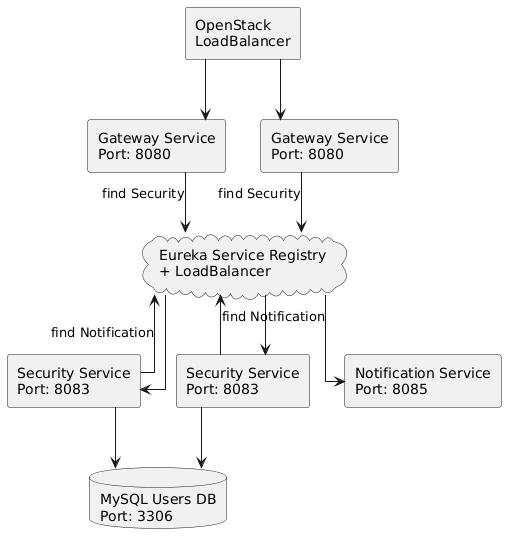 OpenStack
LoadBalancer
Gateway Service
Port: 8080
Gateway Service
Port: 8080
find Security
find Security
Eureka Service Registry
+ LoadBalancer
find Notification
find Notification
Security Service
Port: 8083
Security Service
Port: 8083
Notification Service
Port: 8085
MySQL Users DB
Port: 3306